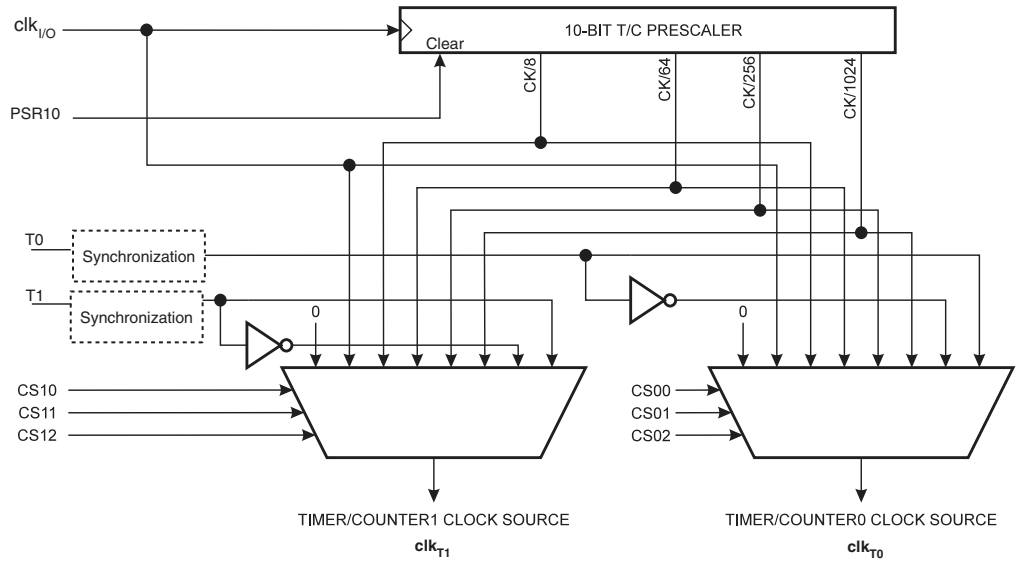 clkI/O
10-BIT T/C PRESCALER
Clear
CK/8
CK/64
CK/256
CK/1024
PSR10
T0
Synchronization
T1
Synchronization
0
0
CS10
CS11
CS12
CS00
CS01
CS02
TIMER/COUNTER1 CLOCK SOURCE
clkT1
TIMER/COUNTER0 CLOCK SOURCE
clkT0